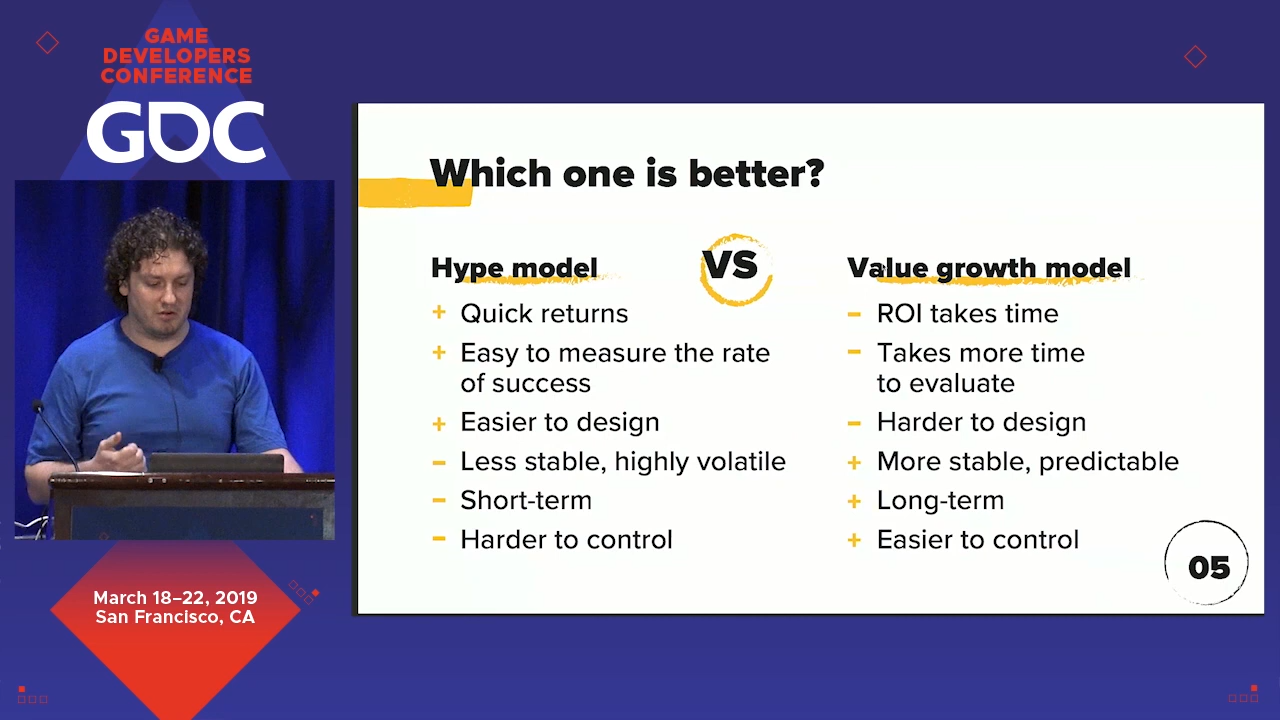 GAME
DEVELOPERS
CONFERENCE
GDC
March 18–22, 2019
San Francisco, CA
Which one is better?
Hype model
VS
Value growth model
+ Quick returns
+ Easy to measure the rate
of success
+ Easier to design
– Less stable, highly volatile
– Short-term
– Harder to control
– ROI takes time
– Takes more time
to evaluate
– Harder to design
+ More stable, predictable
+ Long-term
+ Easier to control
05